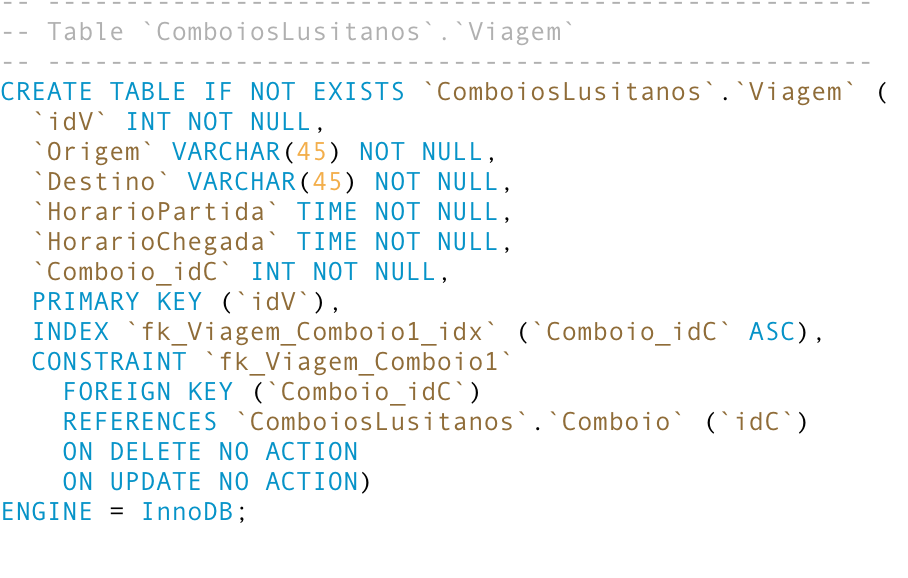 -- -----------------------------------------------------
-- Table `ComboiosLusitanos`.`Viagem`
-- -----------------------------------------------------
CREATE TABLE IF NOT EXISTS `ComboiosLusitanos`.`Viagem` (
  `idV` INT NOT NULL,
  `Origem` VARCHAR(45) NOT NULL,
  `Destino` VARCHAR(45) NOT NULL,
  `HorarioPartida` TIME NOT NULL,
  `HorarioChegada` TIME NOT NULL,
  `Comboio_idC` INT NOT NULL,
  PRIMARY KEY (`idV`),
  INDEX `fk_Viagem_Comboio1_idx` (`Comboio_idC` ASC),
  CONSTRAINT `fk_Viagem_Comboio1`
    FOREIGN KEY (`Comboio_idC`)
    REFERENCES `ComboiosLusitanos`.`Comboio` (`idC`)
    ON DELETE NO ACTION
    ON UPDATE NO ACTION)
ENGINE = InnoDB;